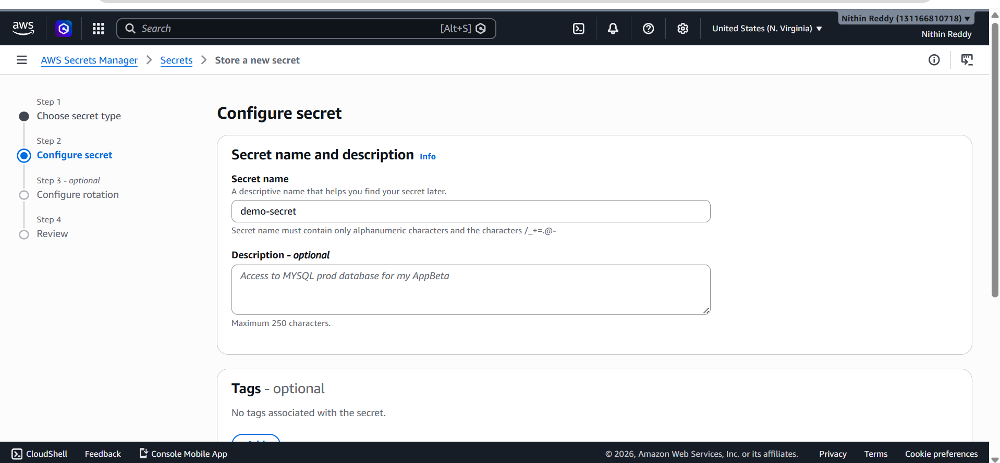 aws
Search [Alt+S]
United States (N. Virginia)
Nithin Reddy (131166810718)
Nithin Reddy
AWS Secrets Manager
Secrets
Store a new secret
Step 1
Choose secret type
Step 2
Configure secret
Step 3 - optional
Configure rotation
Step 4
Review
Configure secret
Secret name and description Info
Secret name
A descriptive name that helps you find your secret later.
demo-secret
Secret name must contain only alphanumeric characters and the characters /_+=.@-
Description - optional
Access to MYSQL prod database for my AppBeta
Maximum 250 characters.
Tags - optional
No tags associated with the secret.
CloudShell
Feedback
Console Mobile App
© 2026, Amazon Web Services, Inc. or its affiliates.
Privacy
Terms
Cookie preferences